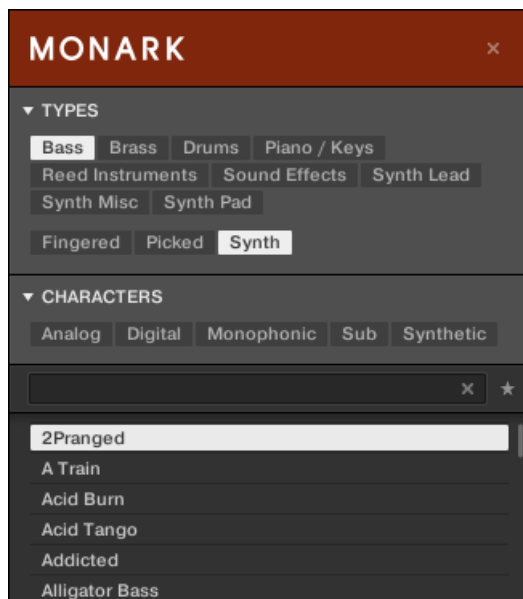 MONARK
TYPES
Bass Brass Drums Piano / Keys
Reed Instruments Sound Effects Synth Lead
Synth Misc Synth Pad
Fingered Picked Synth
CHARACTERS
Analog Digital Monophonic Sub Synthetic
2Pranged
A Train
Acid Burn
Acid Tango
Addicted
Alligator Bass